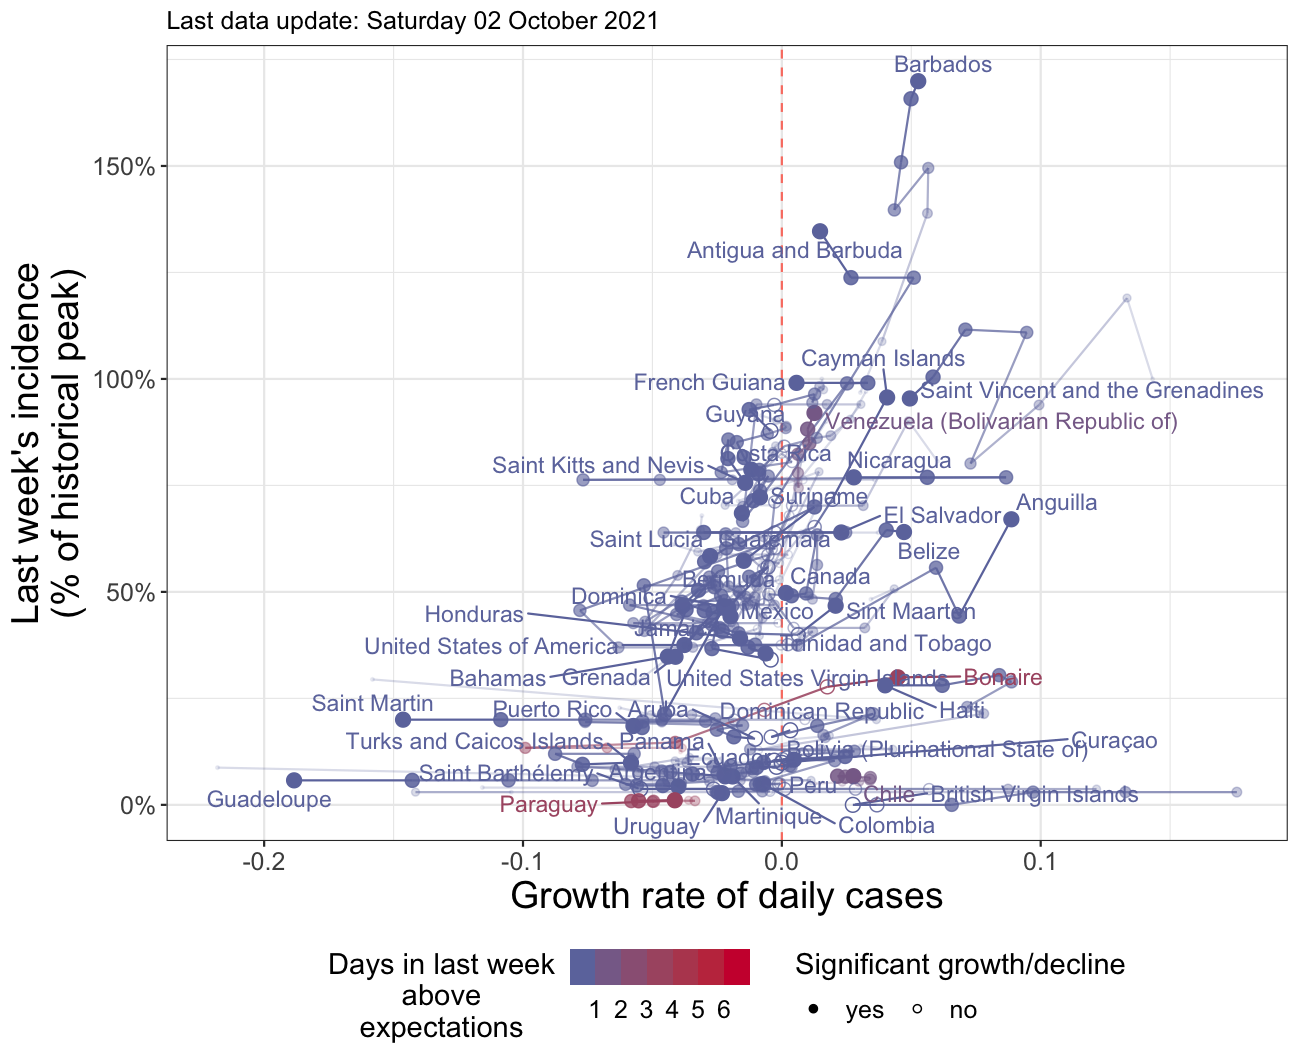 Last data update: Saturday 02 October 2021
Last week's incidence
(% of historical peak)
150%
100%
50%
0%
Barbados
Antigua and Barbuda
Cayman Islands
French Guiana
Saint Vincent and the Grenadines
Guyana
Venezuela (Bolivarian Republic of)
Costa Rica
Saint Kitts and Nevis
Nicaragua
Cuba
Suriname
Anguilla
El Salvador
Saint Lucia
Guatemala
Belize
Bermuda
Canada
Dominica
Honduras
Mexico
Sint Maarten
Jamaica
United States of America
Trinidad and Tobago
Bahamas
Grenada
United States Virgin Islands
Bonaire
Saint Martin
Puerto Rico
Aruba
Dominican Republic
Haiti
Turks and Caicos Islands
Panama
Curaçao
Ecuador
Bolivia (Plurinational State of)
Saint Barthélemy
Argentina
Peru
Guadeloupe
Paraguay
Chile
British Virgin Islands
Martinique
Uruguay
Colombia
-0.2
-0.1
0.0
0.1
Growth rate of daily cases
Days in last week
above
expectations
1 2 3 4 5 6
Significant growth/decline
yes
no